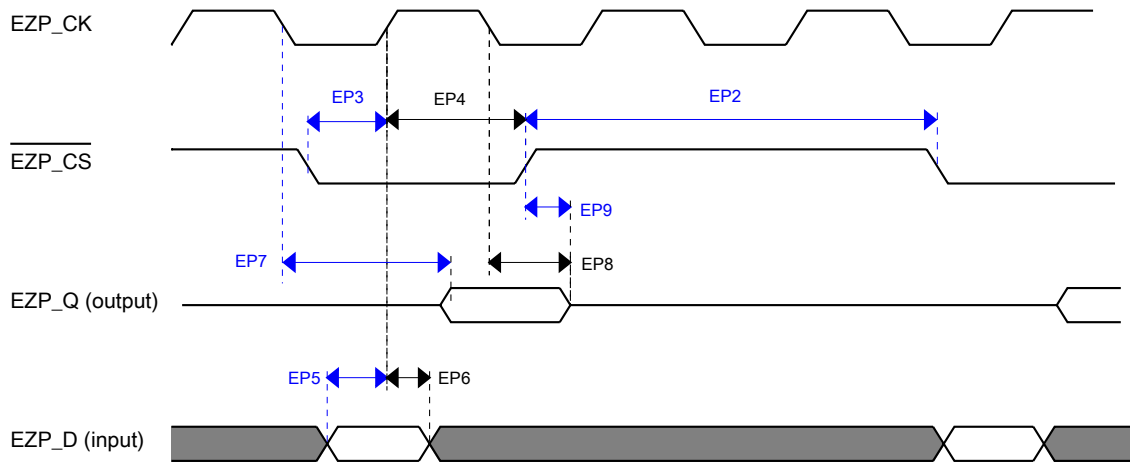 EZP_CK
EP3
EP4
EP2
EZP_CS
EP9
EP7
EP8
EZP_Q (output)
EP5
EP6
EZP_D (input)